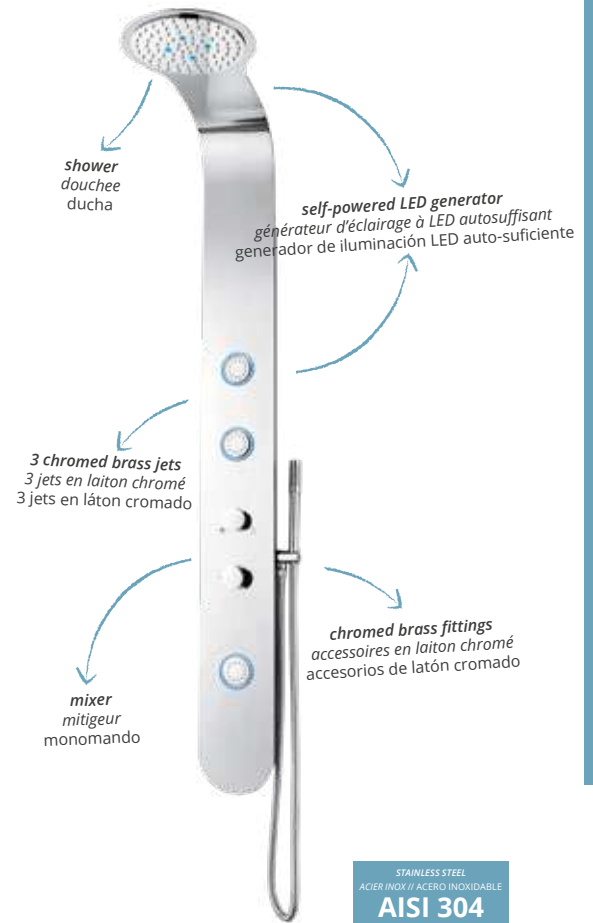 shower
douchee
ducha
self-powered LED generator
générateur d'éclairage à LED autosuffisant
generador de iluminación LED auto-suficiente
3 chromed brass jets
3 jets en laiton chromé
3 jets en láton cromado
chromed brass fittings
accessoires en laiton chromé
accesorios de latón cromado
mixer
mitigeur
monomando
STAINLESS STEEL
ACIER INOX // ACERO INOXIDABLE
AISI 304